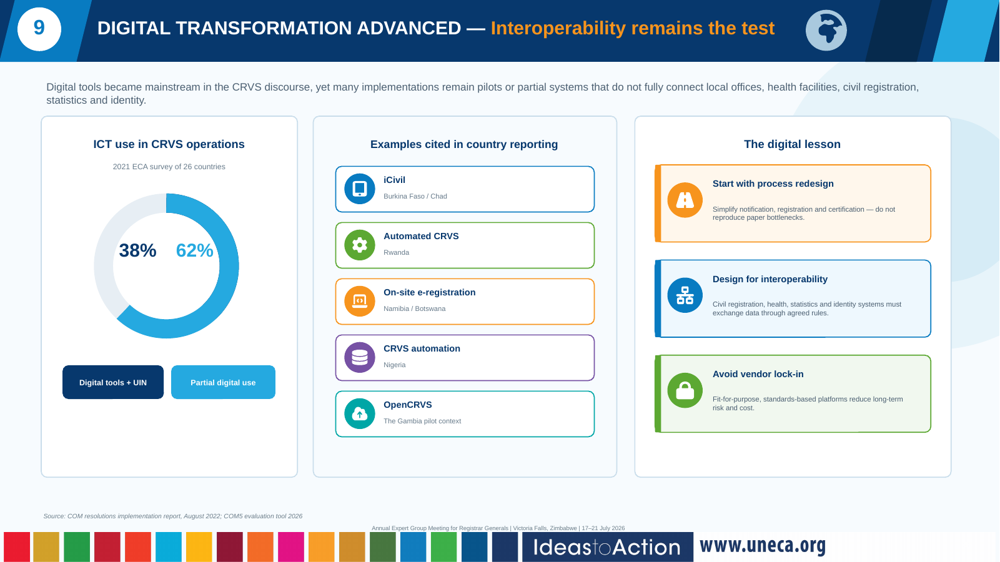 9
DIGITAL TRANSFORMATION ADVANCED — Interoperability remains the test
Digital tools became mainstream in the CRVS discourse, yet many implementations remain pilots or partial systems that do not fully connect local offices, health facilities, civil registration,
statistics and identity.
ICT use in CRVS operations
2021 ECA survey of 26 countries
38% 62%
Digital tools + UIN
Partial digital use
Examples cited in country reporting
iCivil
Burkina Faso / Chad
Automated CRVS
Rwanda
On-site e-registration
Namibia / Botswana
CRVS automation
Nigeria
OpenCRVS
The Gambia pilot context
The digital lesson
Start with process redesign
Simplify notification, registration and certification — do not
reproduce paper bottlenecks.
Design for interoperability
Civil registration, health, statistics and identity systems must
exchange data through agreed rules.
Avoid vendor lock-in
Fit-for-purpose, standards-based platforms reduce long-term
risk and cost.
Source: COM resolutions implementation report, August 2022; COM5 evaluation tool 2026
Annual Expert Group Meeting for Registrar Generals | Victoria Falls, Zimbabwe | 17–21 July 2026
IdeastoAction
www.uneca.org